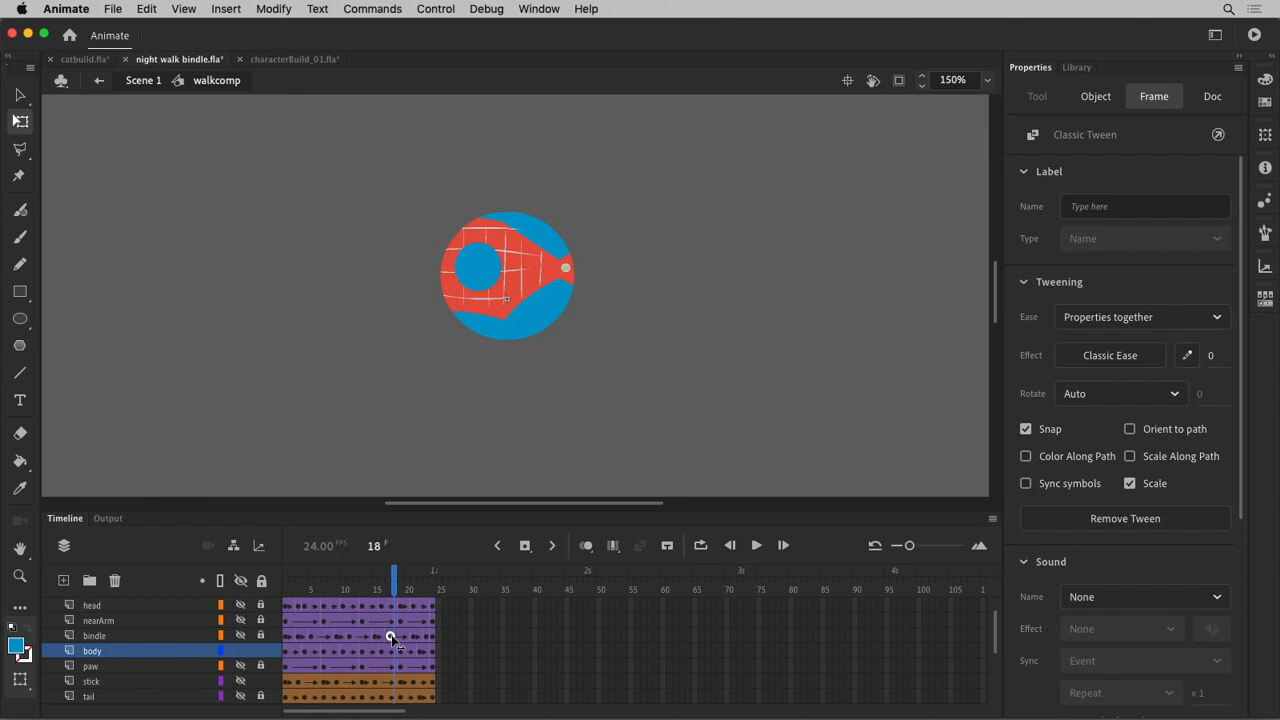 Animate File Edit View Insert Modify Text Commands Control Debug Window Help
Animate
catbuild.fla* night walk bindle.fla* characterBuild_01.fla*
Scene 1 walkcomp 150%
Properties Library
Tool Object Frame Doc
Classic Tween
Label
Name Type here
Type Name
Tweening
Ease Properties together
Effect Classic Ease 0
Rotate Auto 0
Snap Orient to path
Color Along Path Scale Along Path
Sync symbols Scale
Remove Tween
Sound
Name None
Effect None
Sync Event
Repeat x 1
Timeline Output
24.00 FPS 18 F
1s 2s 3s 4s
5 10 15 20 25 30 35 40 45 50 55 60 65 70 75 80 85 90 95 100 105 1
head
nearArm
bindle
body
paw
stick
tail